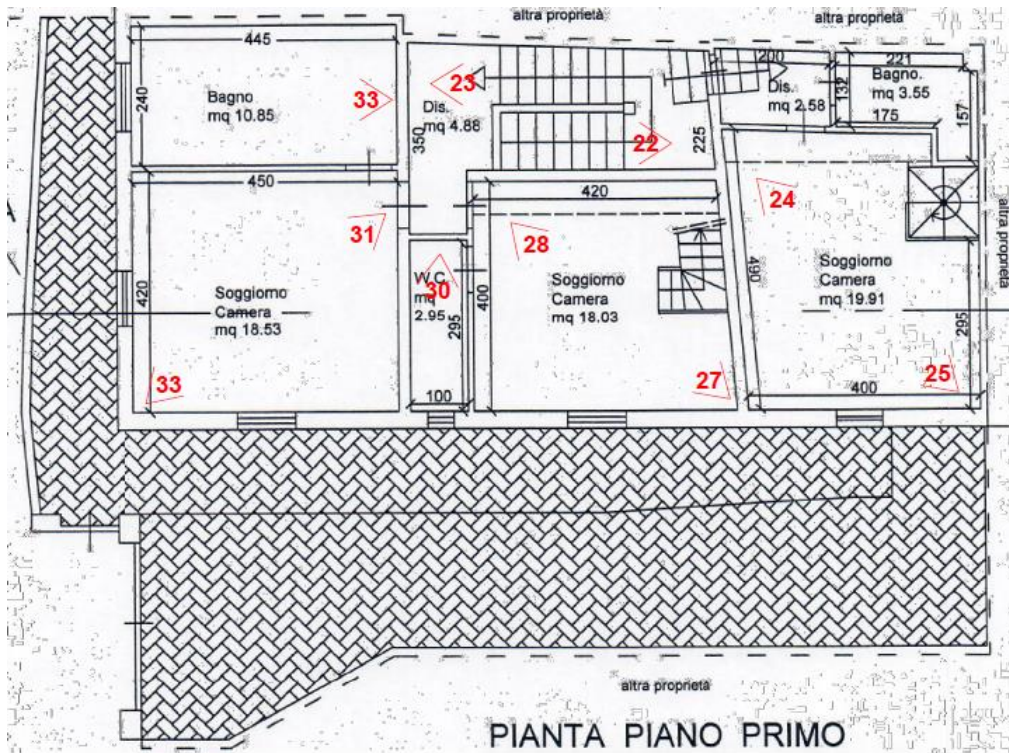 altra proprietà
altra proprietà
445
240
Bagno
mq 10.85
33
23
Dis.
mq 4.88
350
22
225
200
Dis.
mq 2.58
132
221
Bagno.
mq 3.55
175
157
450
31
420
Soggiorno
Camera
mq 18.53
33
W.C.
mq
2.95
30
295
100
420
28
400
Soggiorno
Camera
mq 18.03
27
24
490
Soggiorno
Camera
mq 19.91
295
400
25
altra proprietà
altra proprietà
PIANTA PIANO PRIMO